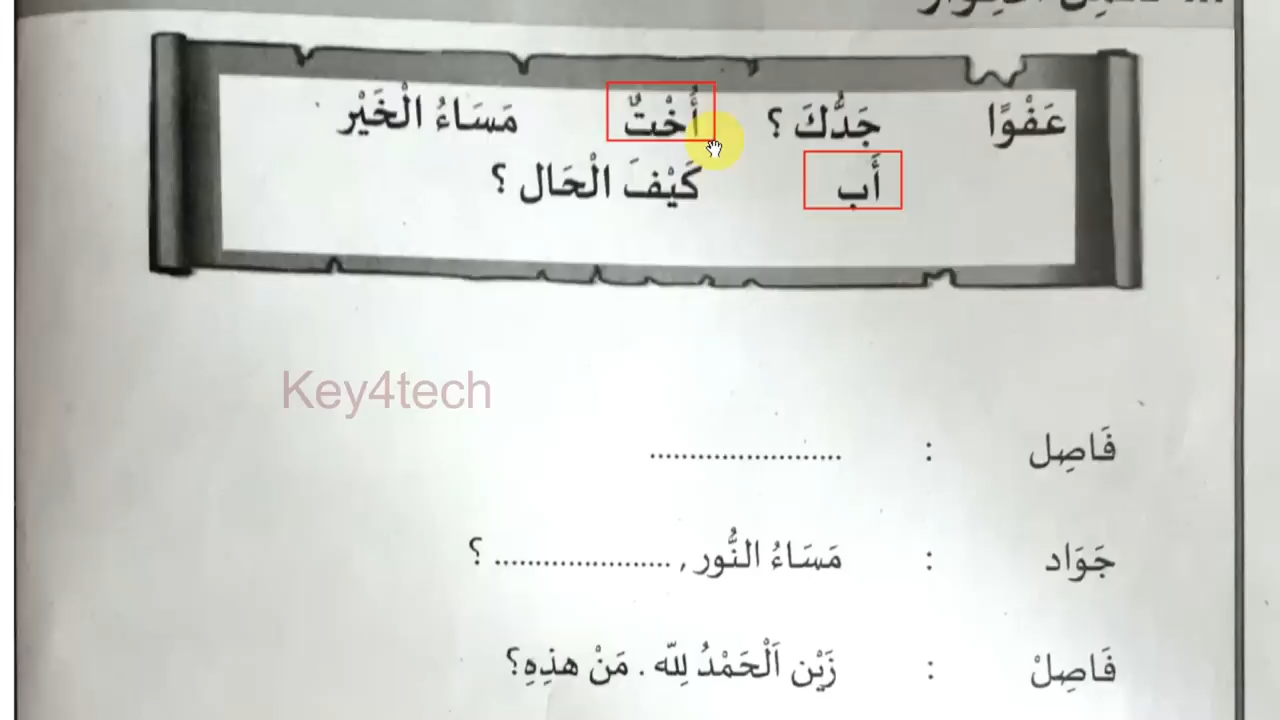 عَفْوًا جَدُّكَ ؟ أُخْتٌ مَسَاءُ الْخَيْر
أَب كَيْفَ الْحَال ؟
Key4tech
فَاصِل : ........................
جَوَاد : مَسَاءُ النُّور , ...................... ؟
فَاصِلْ : زَيْن اَلْحَمْدُ لِلّه . مَنْ هذِهِ؟